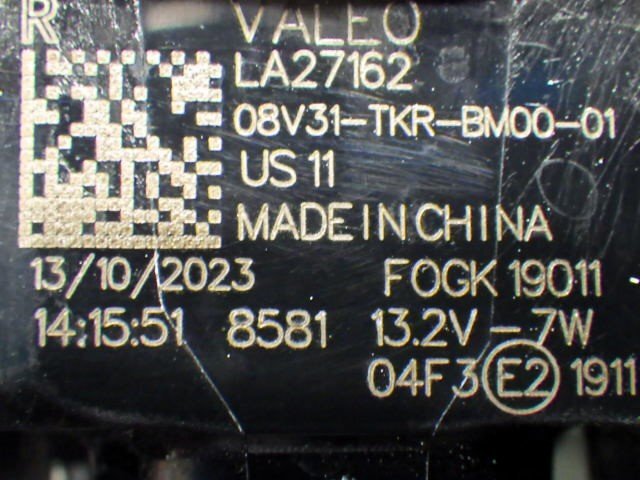 R VALEO
LA27162
08V31-TKR-BM00-01
US 11
MADE IN CHINA
13/10/2023 FOGK 19011
14:15:51 8581 13.2V - 7W
04F3 E2 1911